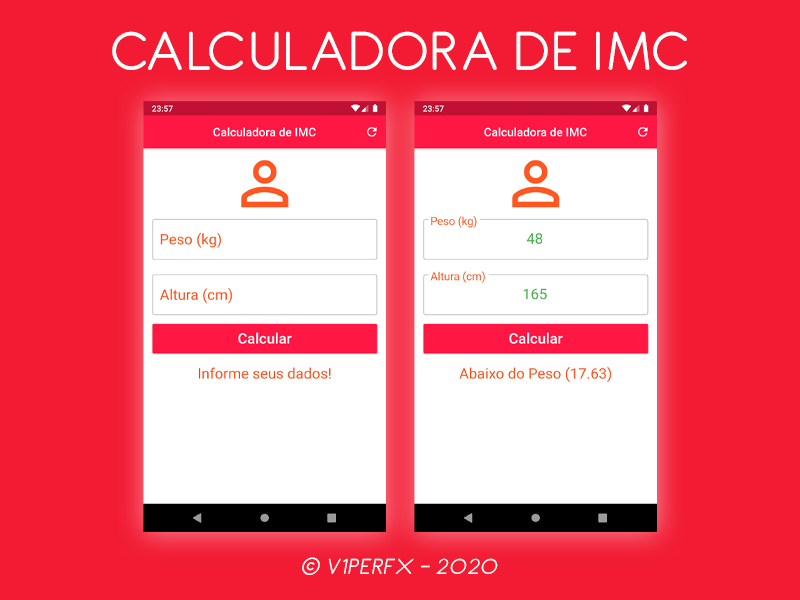 CALCULADORA DE IMC
23:57
Calculadora de IMC
Peso (kg)
Altura (cm)
Calcular
Informe seus dados!
23:57
Calculadora de IMC
Peso (kg)
48
Altura (cm)
165
Calcular
Abaixo do Peso (17.63)
© V1PERFX - 2020